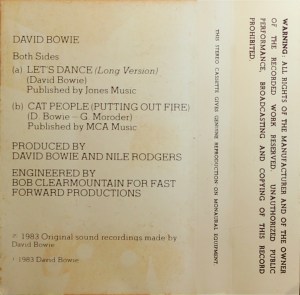 DAVID BOWIE
Both Sides
(a) LET'S DANCE (Long Version)
(David Bowie)
Published by Jones Music
(b) CAT PEOPLE (PUTTING OUT FIRE)
(D. Bowie – G. Moroder)
Published by MCA Music
PRODUCED BY
DAVID BOWIE AND NILE RODGERS
ENGINEERED BY
BOB CLEARMOUNTAIN FOR FAST
FORWARD PRODUCTIONS
℗ 1983 Original sound recordings made by
David Bowie
© 1983 David Bowie
THIS STEREO CASSETTE GIVES GENUINE REPRODUCTION ON MONAURAL EQUIPMENT
WARNING: ALL RIGHTS OF THE MANUFACTURER AND OF THE OWNER
OF THE RECORDED WORK RESERVED. UNAUTHORIZED PUBLIC
PERFORMANCE, BROADCASTING AND COPYING OF THIS RECORD
PROHIBITED.